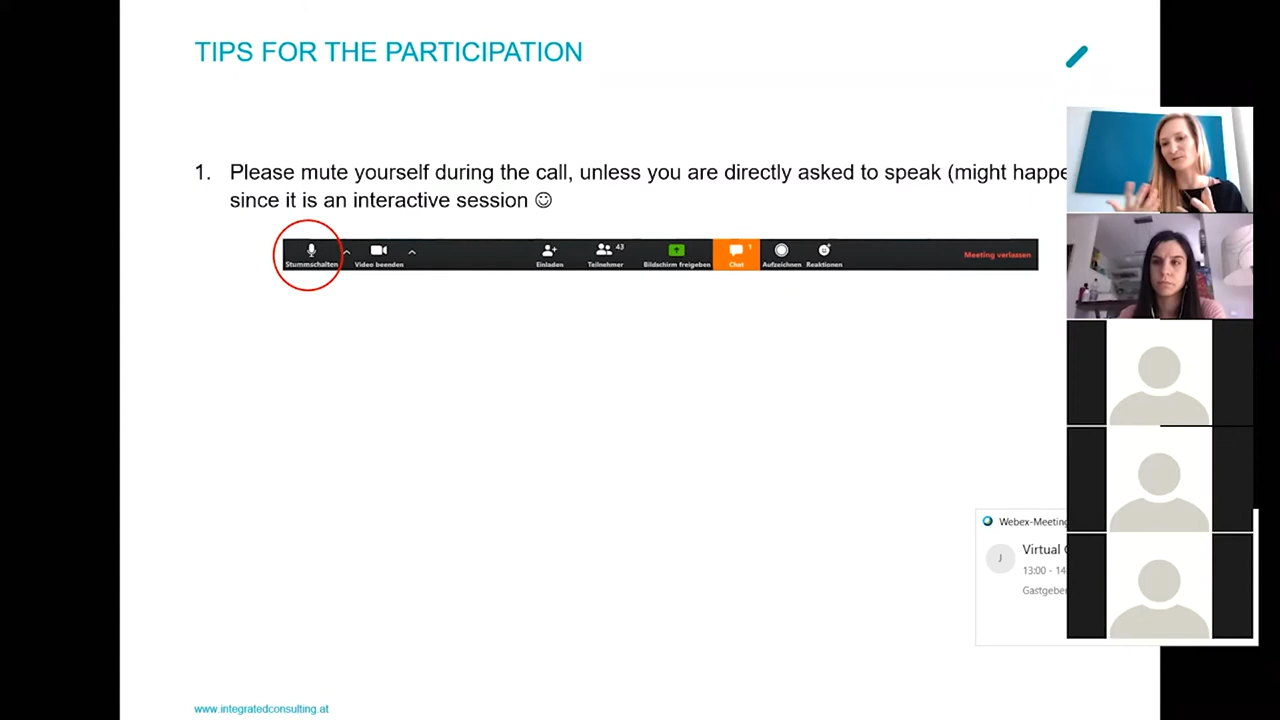 TIPS FOR THE PARTICIPATION
1. Please mute yourself during the call, unless you are directly asked to speak (might happe
since it is an interactive session ☺
Stummschalten Video beenden Einladen Teilnehmer 43 Bildschirm freigeben Chat 1 Aufzeichnen Reaktionen Meeting verlassen
Webex-Meeting
J
Virtual
13:00 - 14
Gastgeber
www.integratedconsulting.at